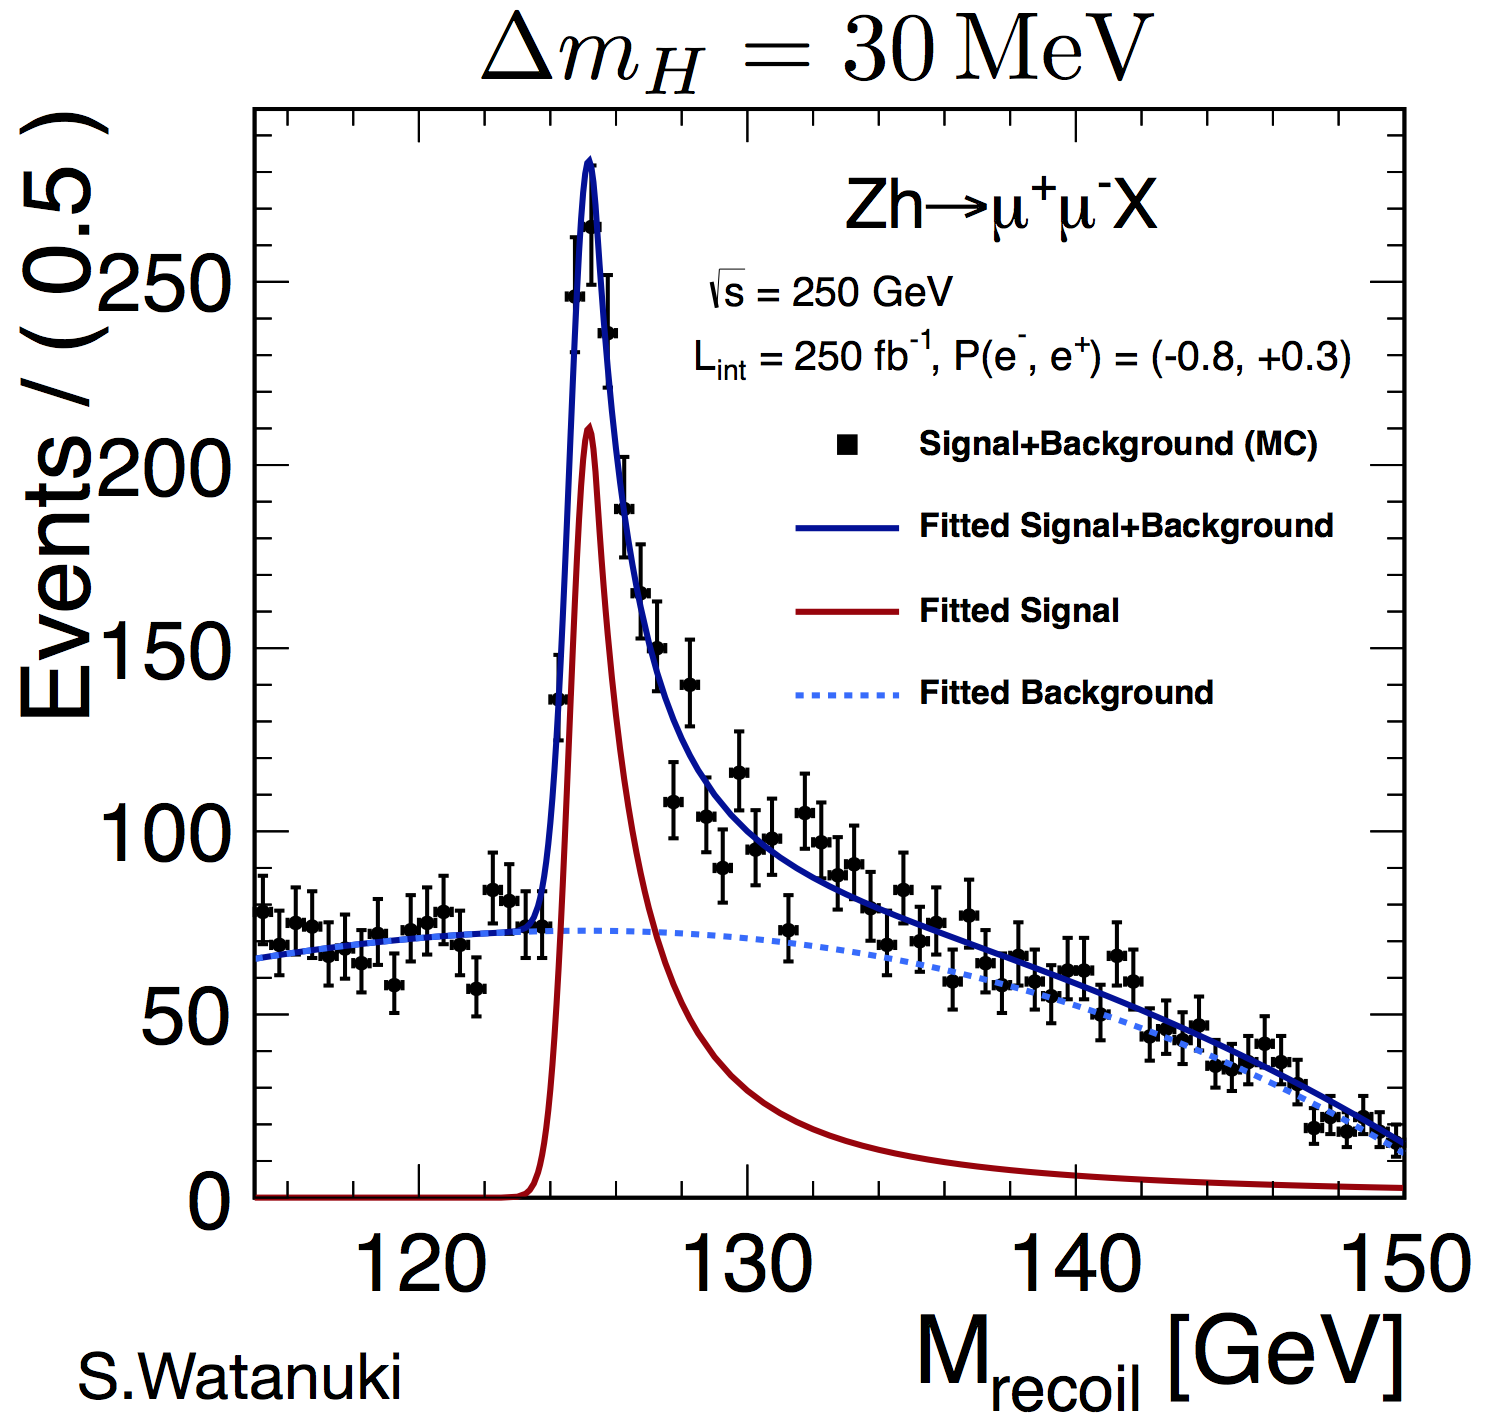 Δm_H = 30 MeV
Events / ( 0.5 )
250
200
150
100
50
0
Zh→μ⁺μ⁻X
√s = 250 GeV
L_int = 250 fb⁻¹, P(e⁻, e⁺) = (-0.8, +0.3)
Signal+Background (MC)
Fitted Signal+Background
Fitted Signal
Fitted Background
120 130 140 150
M_recoil [GeV]
S.Watanuki